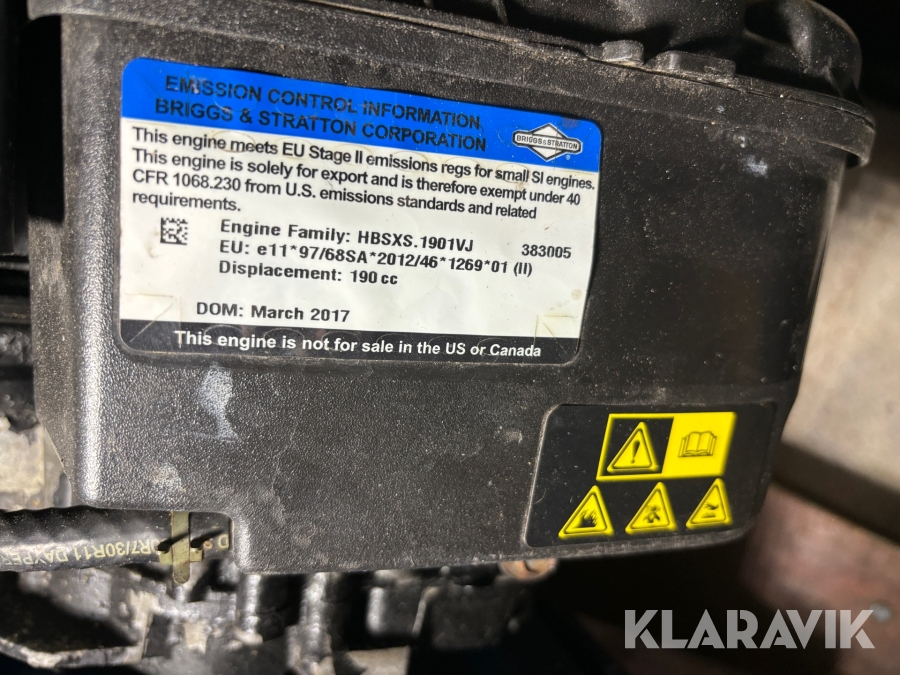 EMISSION CONTROL INFORMATION
BRIGGS & STRATTON CORPORATION
BRIGGS & STRATTON
®
This engine meets EU Stage II emissions regs for small SI engines.
This engine is solely for export and is therefore exempt under 40
CFR 1068.230 from U.S. emissions standards and related
requirements.
Engine Family: HBSXS.1901VJ 383005
EU: e11*97/68SA*2012/46*1269*01 (II)
Displacement: 190 cc
DOM: March 2017
This engine is not for sale in the US or Canada
R7/30R11
KLARAVIK